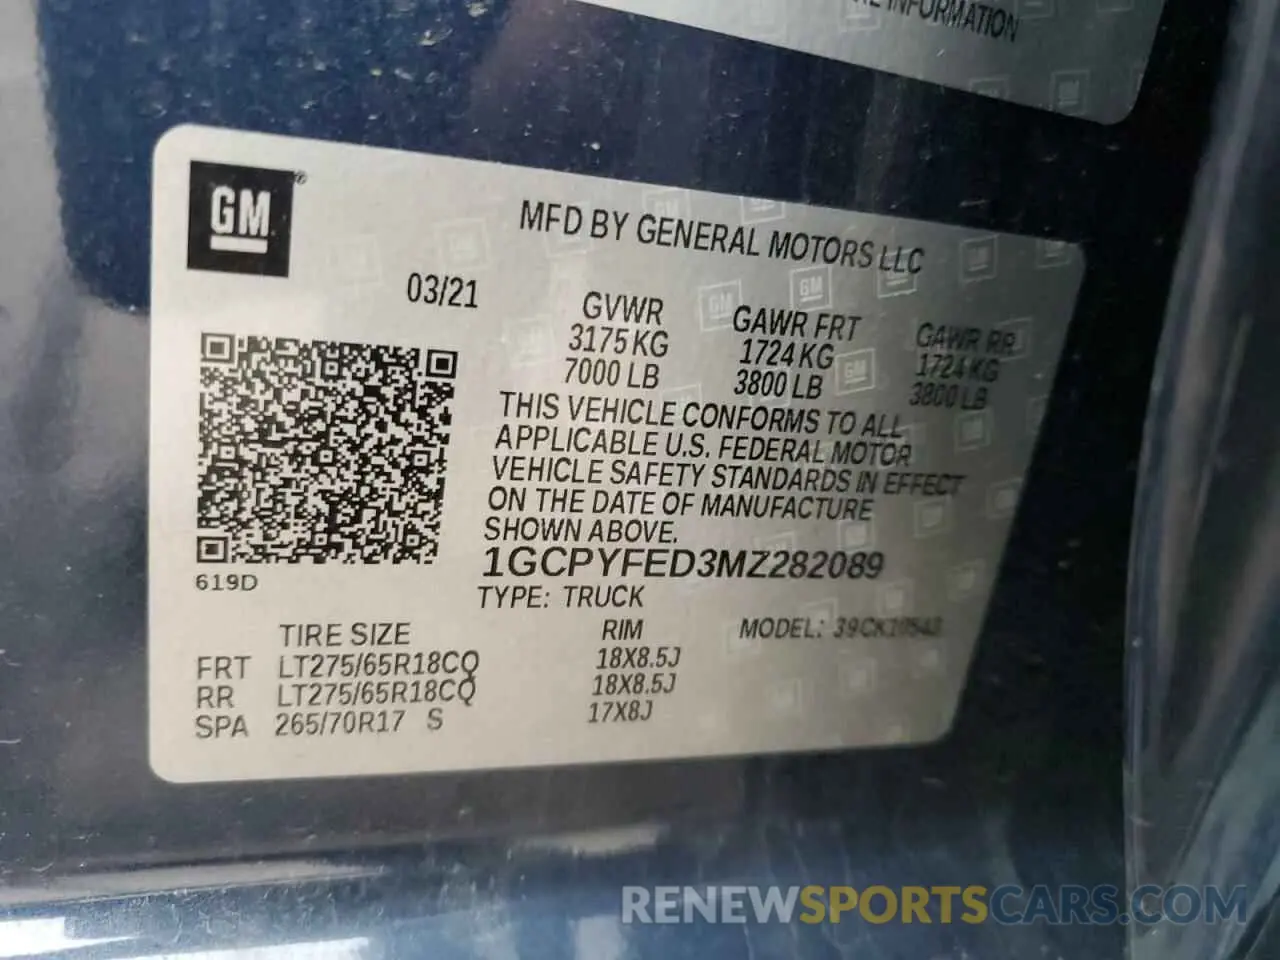 INFORMATION
GM®
MFD BY GENERAL MOTORS LLC
03/21
GVWR GAWR FRT GAWR RR
3175 KG 1724 KG 1724 KG
7000 LB 3800 LB 3800 LB
THIS VEHICLE CONFORMS TO ALL
APPLICABLE U.S. FEDERAL MOTOR
VEHICLE SAFETY STANDARDS IN EFFECT
ON THE DATE OF MANUFACTURE
SHOWN ABOVE.
1GCPYFED3MZ282089
619D
TYPE: TRUCK
TIRE SIZE RIM MODEL: 39CK10543
FRT LT275/65R18CQ 18X8.5J
RR LT275/65R18CQ 18X8.5J
SPA 265/70R17 S 17X8J
RENEWSPORTSCARS.COM